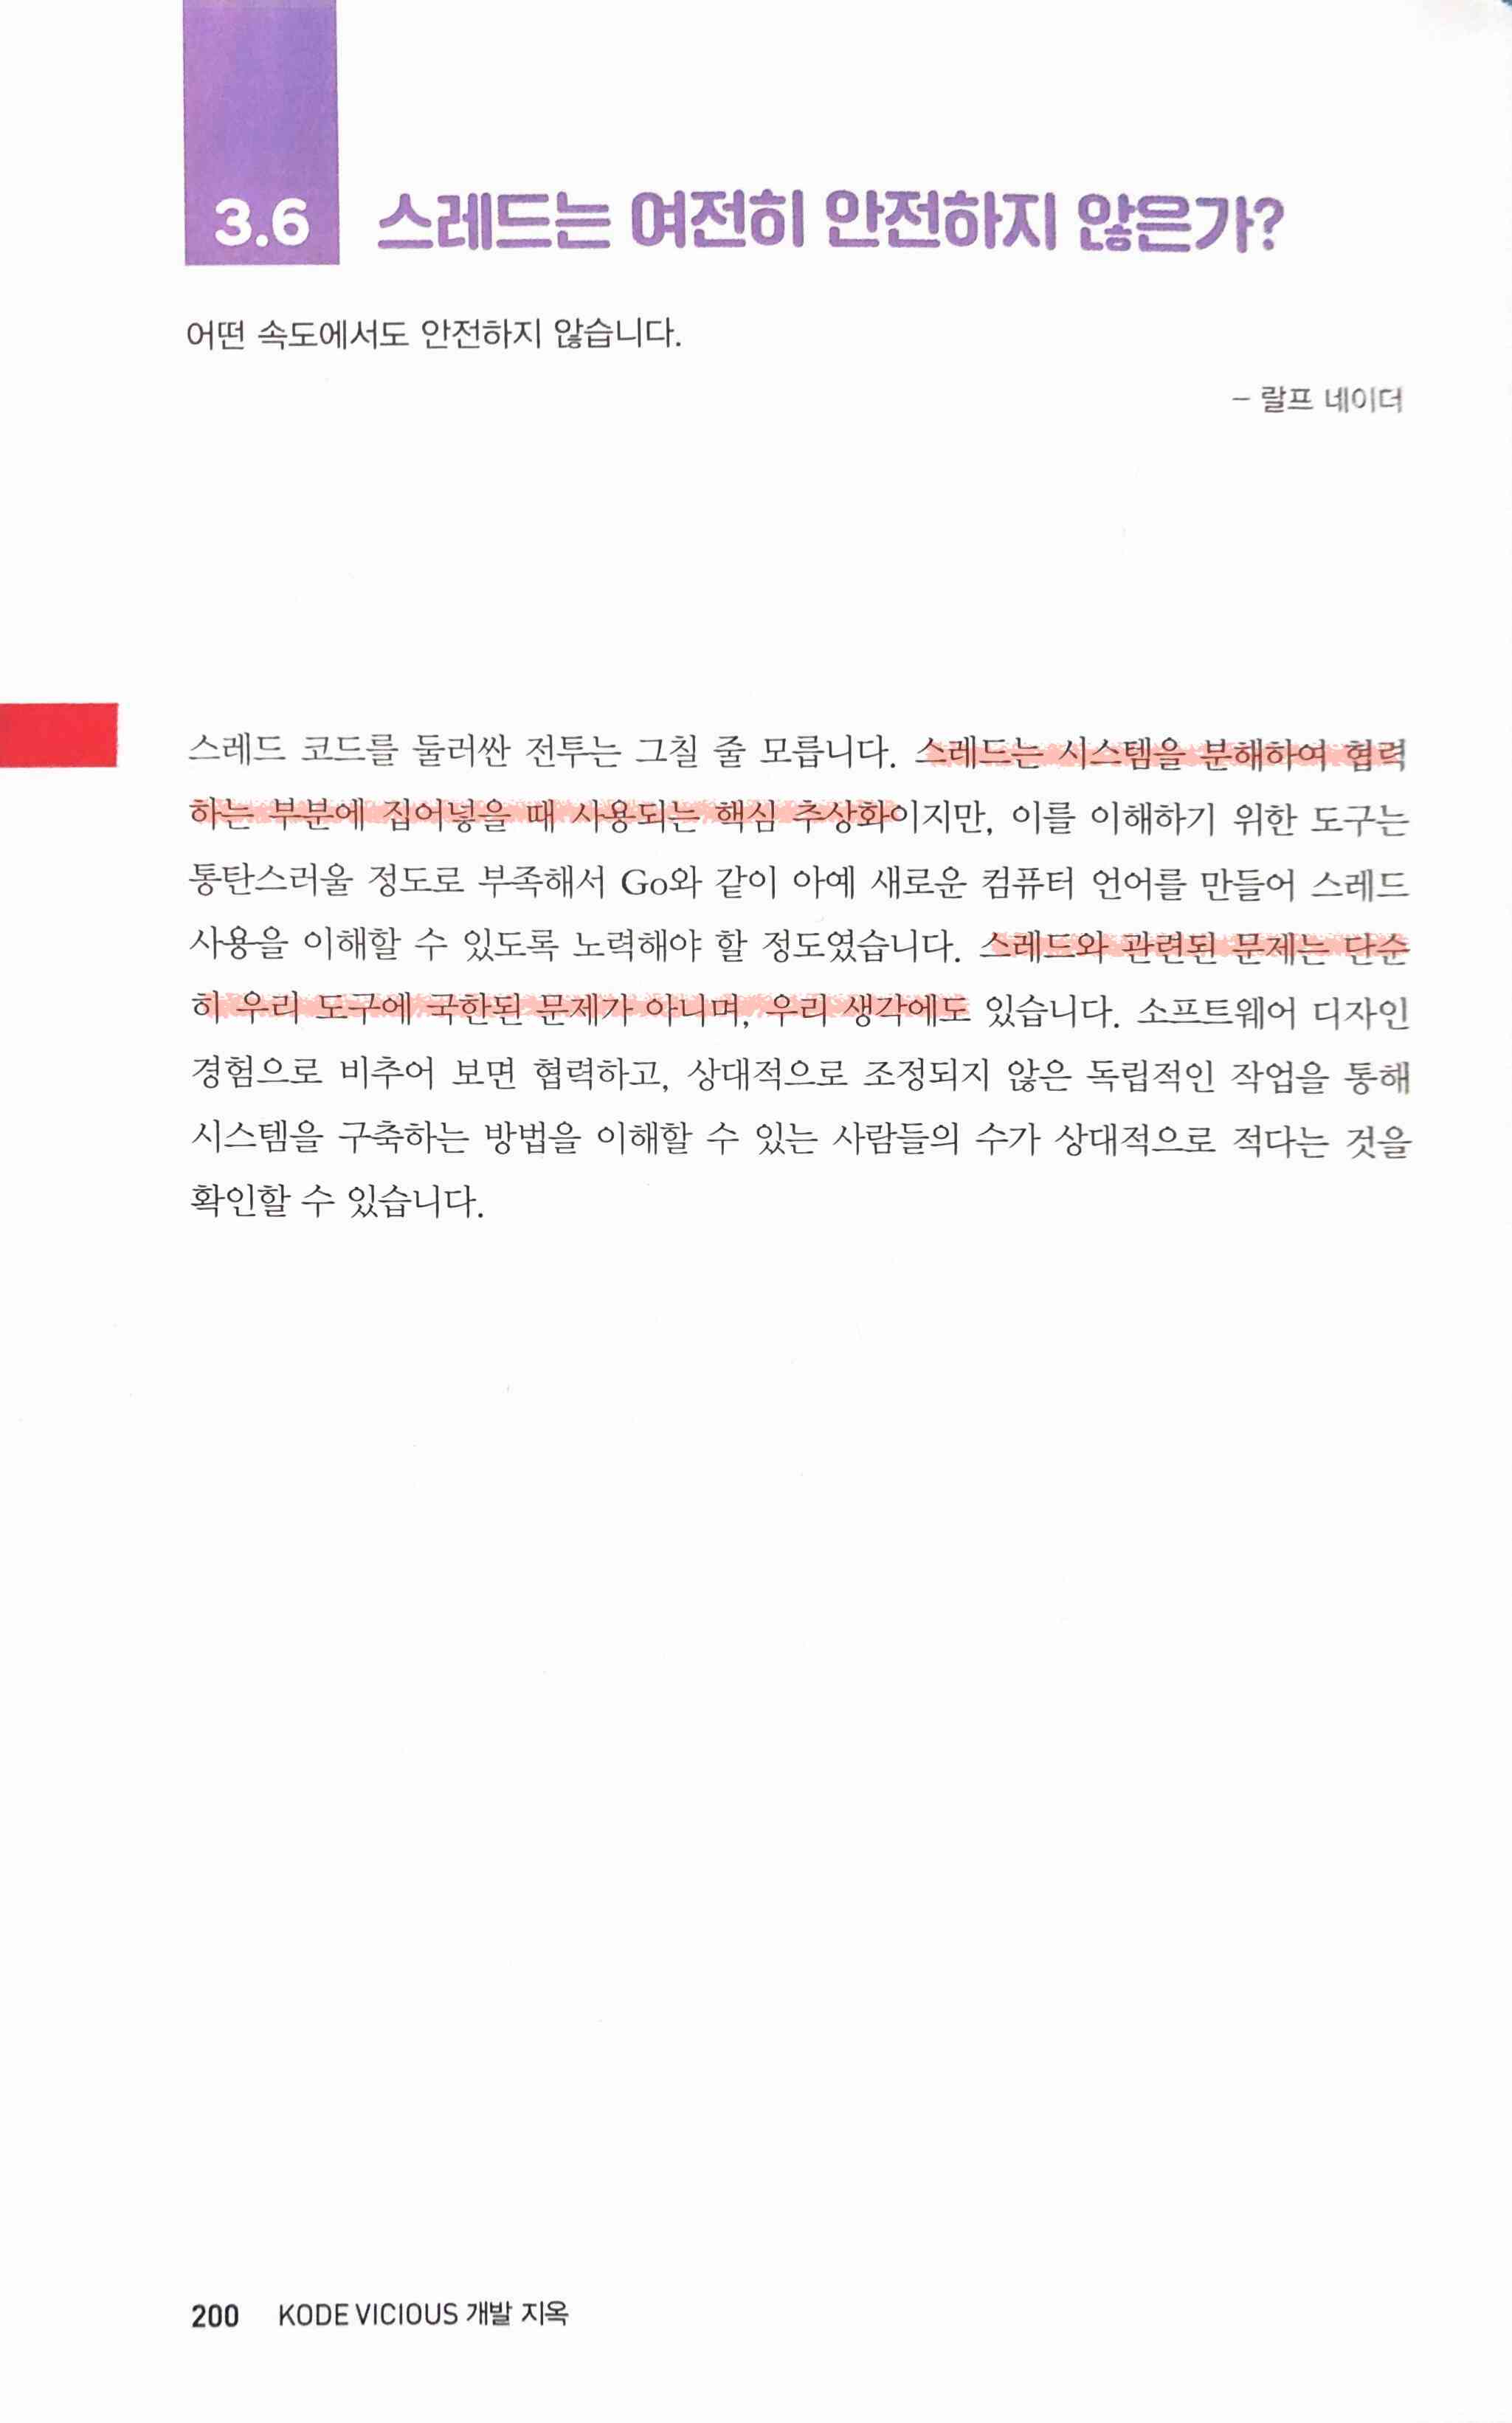 3.6 스레드는 여전히 안전하지 않은가?
어떤 속도에서도 안전하지 않습니다.
– 랄프 네이더
스레드 코드를 둘러싼 전투는 그칠 줄 모릅니다. 스레드는 시스템을 분해하여 협력
하는 부분에 집어넣을 때 사용되는 핵심 추상화이지만, 이를 이해하기 위한 도구는
통탄스러울 정도로 부족해서 Go와 같이 아예 새로운 컴퓨터 언어를 만들어 스레드
사용을 이해할 수 있도록 노력해야 할 정도였습니다. 스레드와 관련된 문제는 단순
히 우리 도구에 국한된 문제가 아니며, 우리 생각에도 있습니다. 소프트웨어 디자인
경험으로 비추어 보면 협력하고, 상대적으로 조정되지 않은 독립적인 작업을 통해
시스템을 구축하는 방법을 이해할 수 있는 사람들의 수가 상대적으로 적다는 것을
확인할 수 있습니다.
200 KODE VICIOUS 개발 지옥